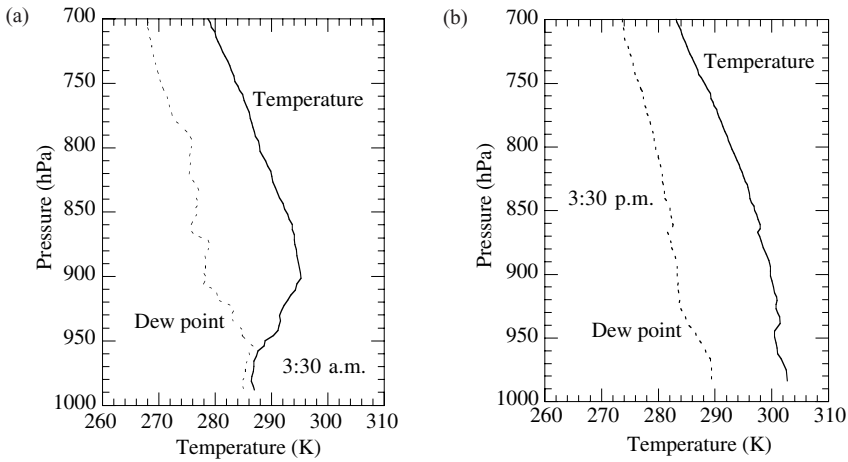 (a)
700
750
800
850
900
950
1000
Pressure (hPa)
Temperature
Dew point
3:30 a.m.
260 270 280 290 300 310
Temperature (K)
(b)
700
750
800
850
900
950
1000
Pressure (hPa)
Temperature
3:30 p.m.
Dew point
260 270 280 290 300 310
Temperature (K)